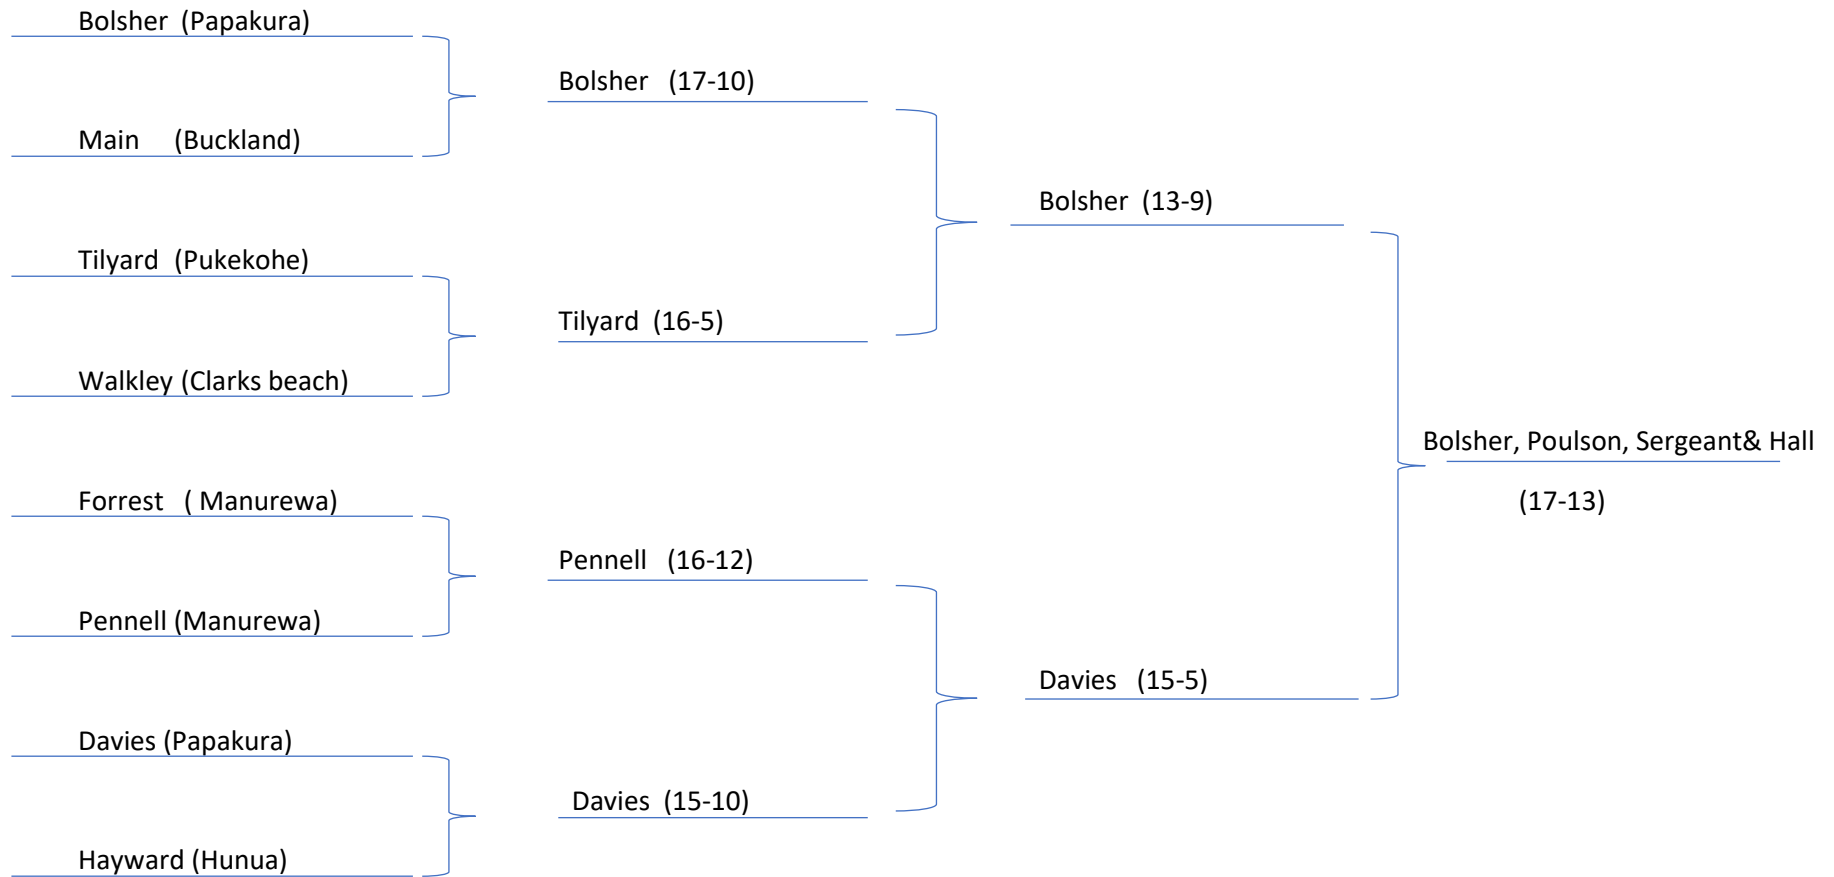 Bolsher (Papakura)
Bolsher (17-10)
Main (Buckland)
Bolsher (13-9)
Tilyard (Pukekohe)
Tilyard (16-5)
Walkley (Clarks beach)
Bolsher, Poulson, Sergeant& Hall
(17-13)
Forrest ( Manurewa)
Pennell (16-12)
Pennell (Manurewa)
Davies (15-5)
Davies (Papakura)
Davies (15-10)
Hayward (Hunua)